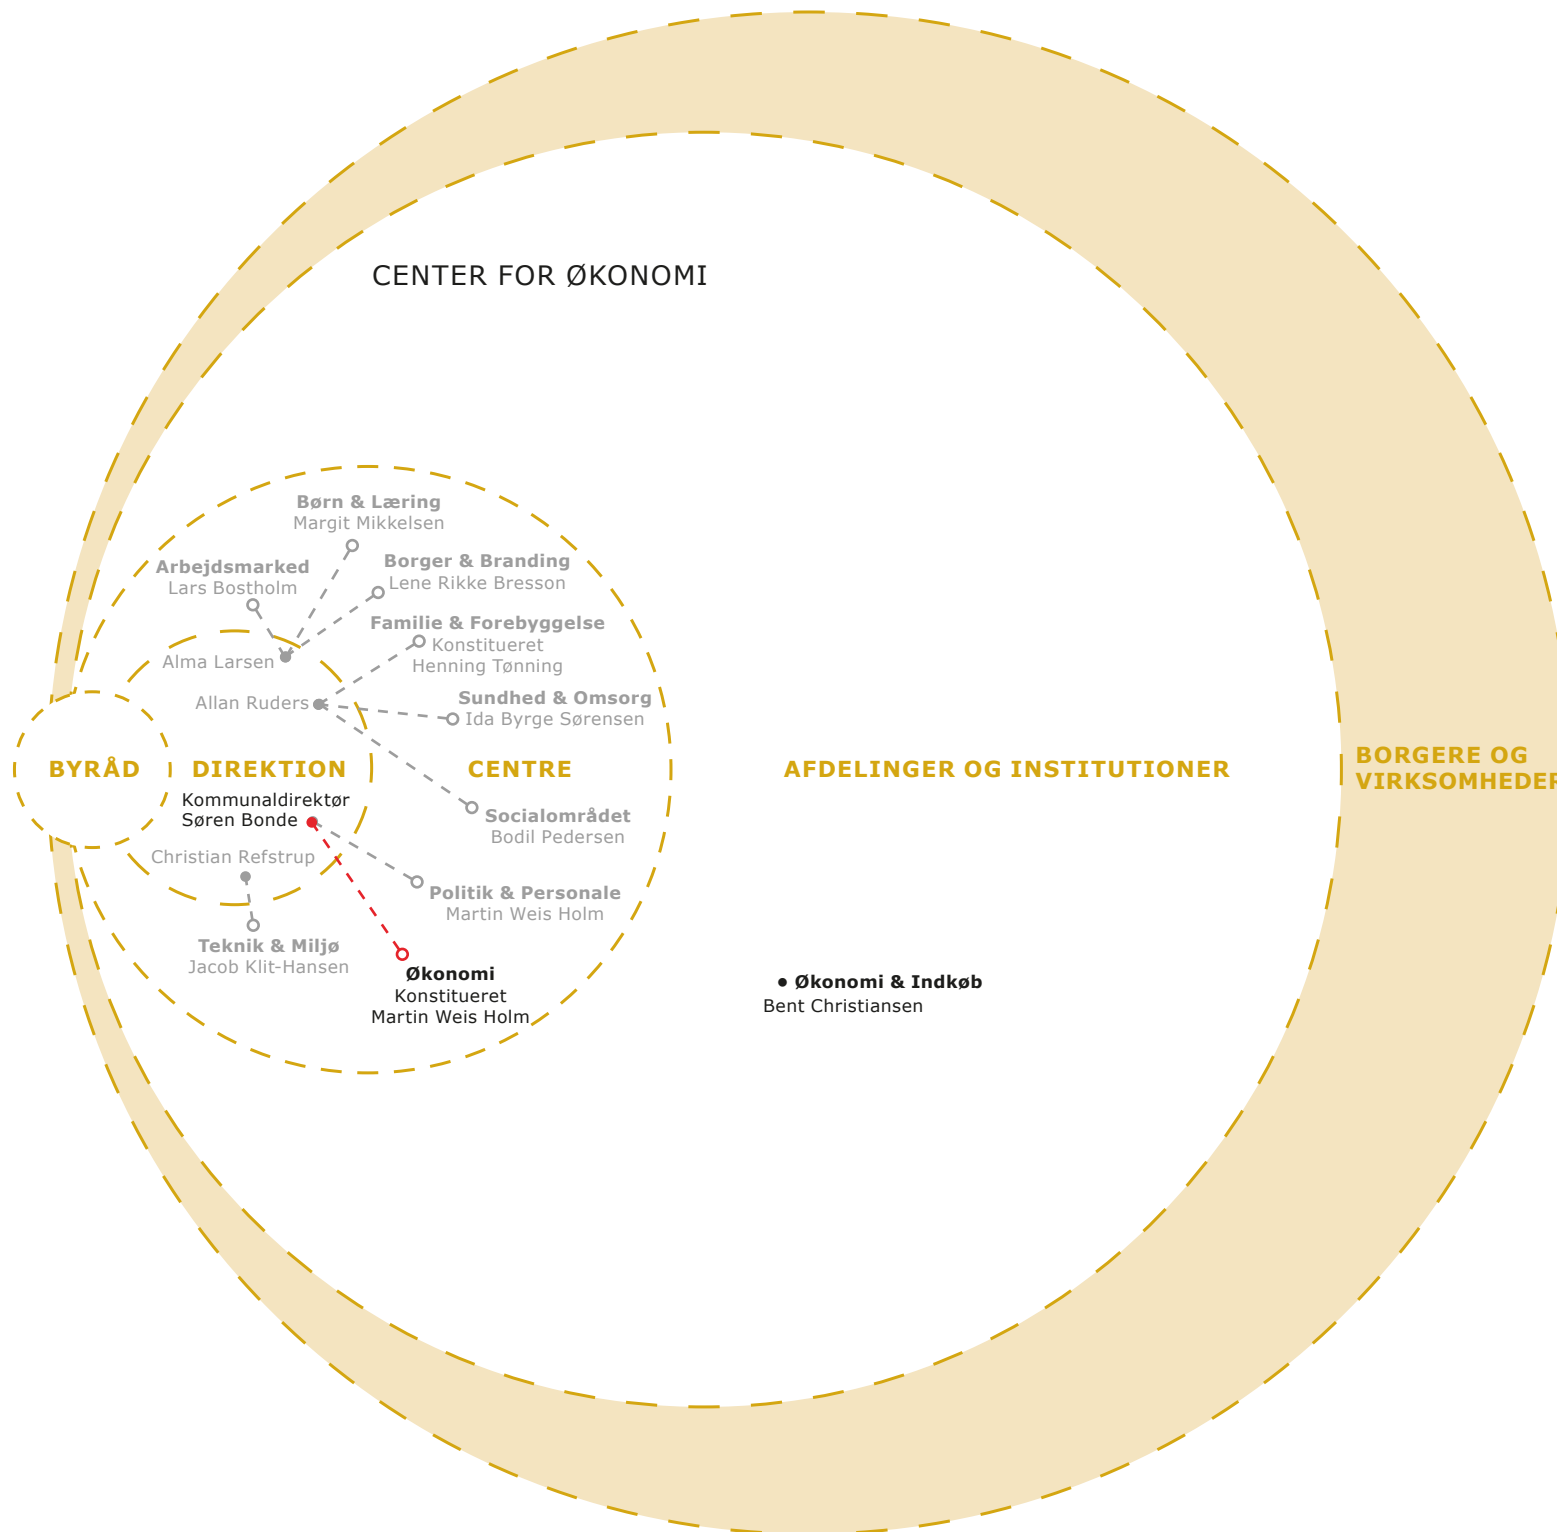 CENTER FOR ØKONOMI
Børn & Læring
Margit Mikkelsen
Arbejdsmarked
Lars Bostholm
Borger & Branding
Lene Rikke Bresson
Familie & Forebyggelse
Konstitueret
Henning Tønning
Alma Larsen
Allan Ruders
Sundhed & Omsorg
Ida Byrge Sørensen
BYRÅD
DIREKTION
CENTRE
AFDELINGER OG INSTITUTIONER
BORGERE OG
VIRKSOMHEDER
Kommunaldirektør
Søren Bonde
Socialområdet
Bodil Pedersen
Christian Refstrup
Politik & Personale
Martin Weis Holm
Teknik & Miljø
Jacob Klit-Hansen
Økonomi
Konstitueret
Martin Weis Holm
• Økonomi & Indkøb
Bent Christiansen